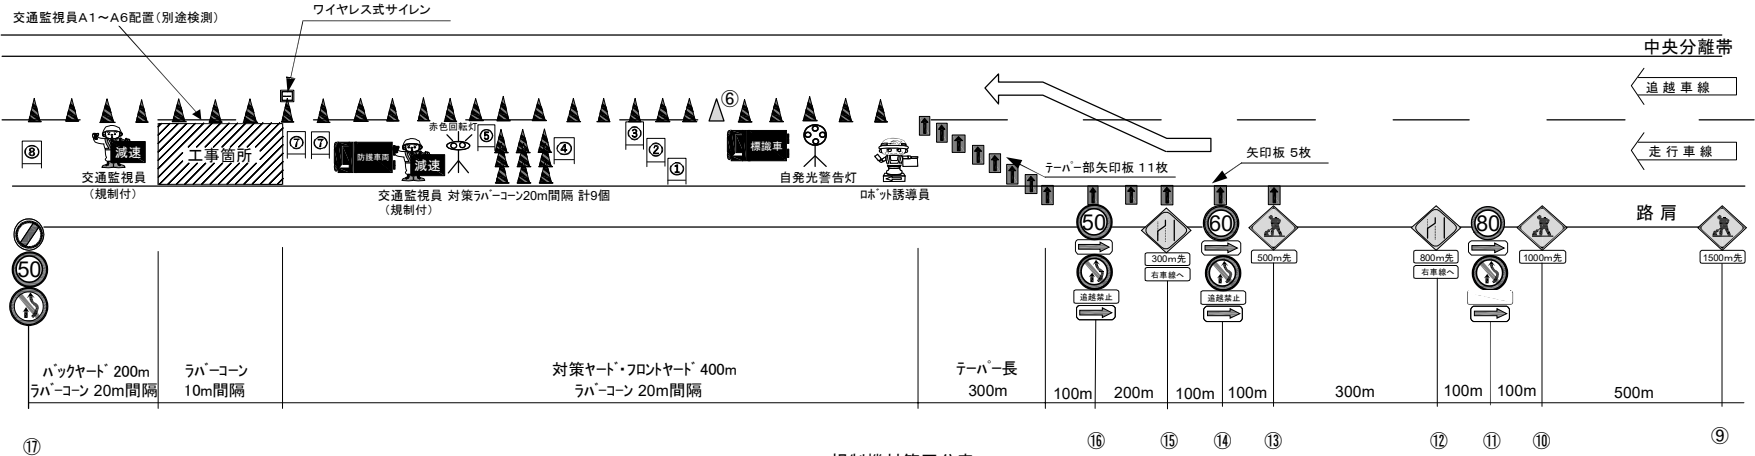 交通監視員A1～A6配置(別途検測)
ワイヤレス式サイレン
中央分離帯
追越車線
走行車線
路肩
⑥
赤色回転灯
⑧
減速
工事箇所
⑦
⑦
防護車両
減速
⑤
④
③
②
①
標識車
交通監視員
(規制付)
交通監視員
(規制付)
対策ラバーコーン20m間隔 計9個
自発光警告灯
ロボット誘導員
テーパー部矢印板 11枚
矢印板 5枚
50
50
追越禁止
300m先
右車線へ
60
追越禁止
500m先
800m先
右車線へ
80
1000m先
1500m先
バックヤード 200m
ラバーコーン 20m間隔
ラバーコーン
10m間隔
対策ヤード・フロントヤード 400m
ラバーコーン 20m間隔
テーパー長
300m
100m
200m
100m
100m
300m
100m
100m
500m
⑰
⑯
⑮
⑭
⑬
⑫
⑪
⑩
⑨